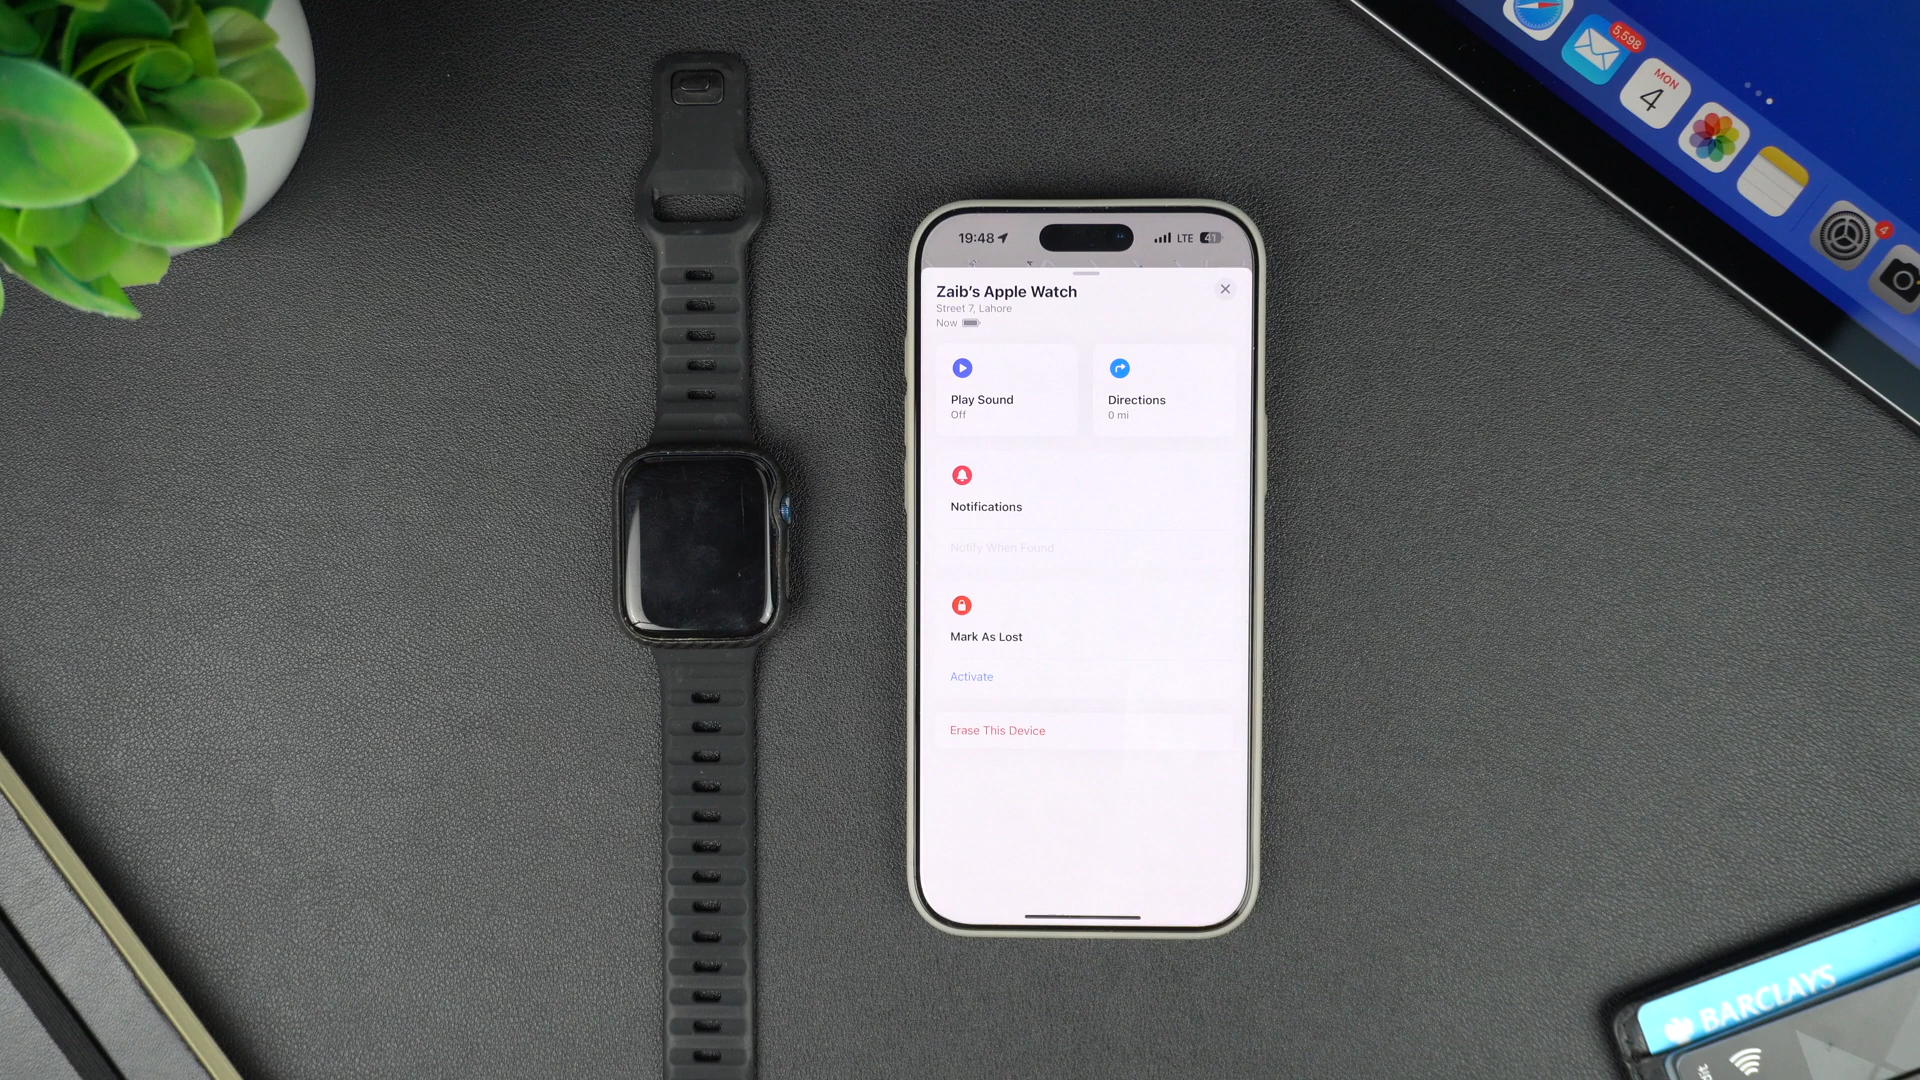 5,598
MON
4
4
19:48
LTE 41
Zaib's Apple Watch
Street 7, Lahore
Now
Play Sound
Off
Directions
0 mi
Notifications
Notify When Found
Mark As Lost
Activate
Erase This Device
BARCLAYS